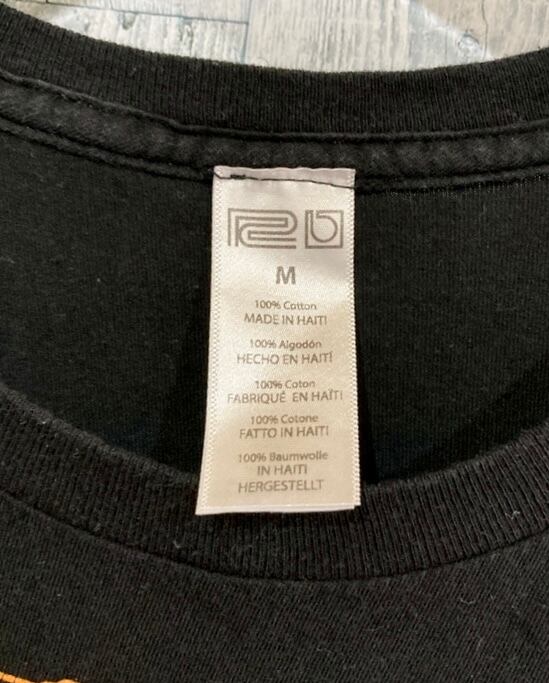 M
100% Cotton
MADE IN HAITI
100% Algodón
HECHO EN HAITÍ
100% Coton
FABRIQUÉ EN HAÏTI
100% Cotone
FATTO IN HAITI
100% Baumwolle
IN HAITI
HERGESTELLT